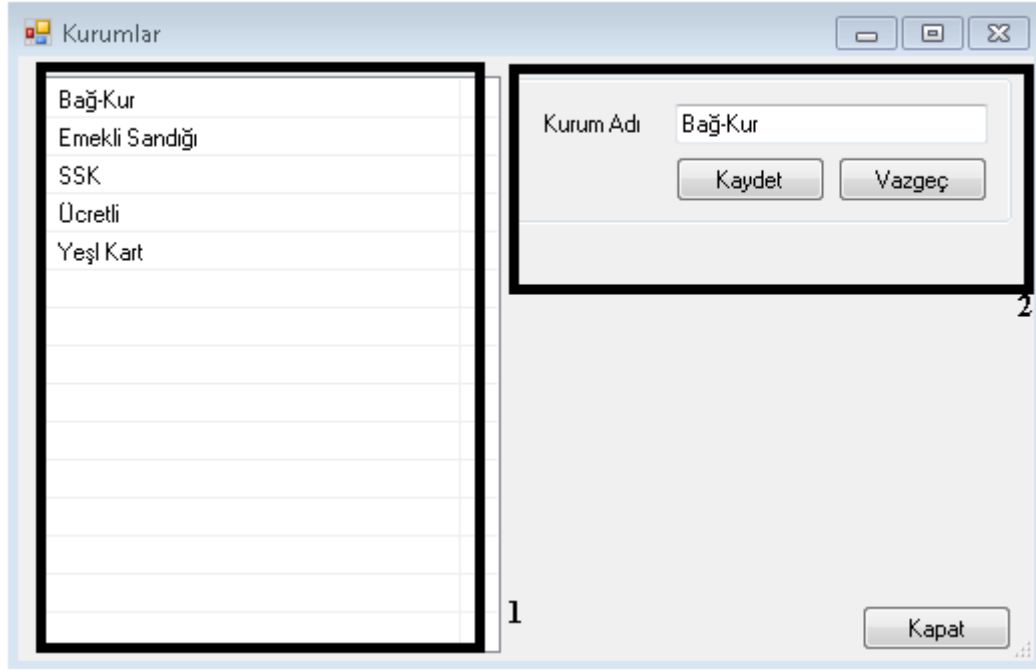 Kurumlar
Bağ-Kur
Emekli Sandığı
SSK
Ücretli
Yeşl Kart
1
Kurum Adı Bağ-Kur
Kaydet Vazgeç
2
Kapat